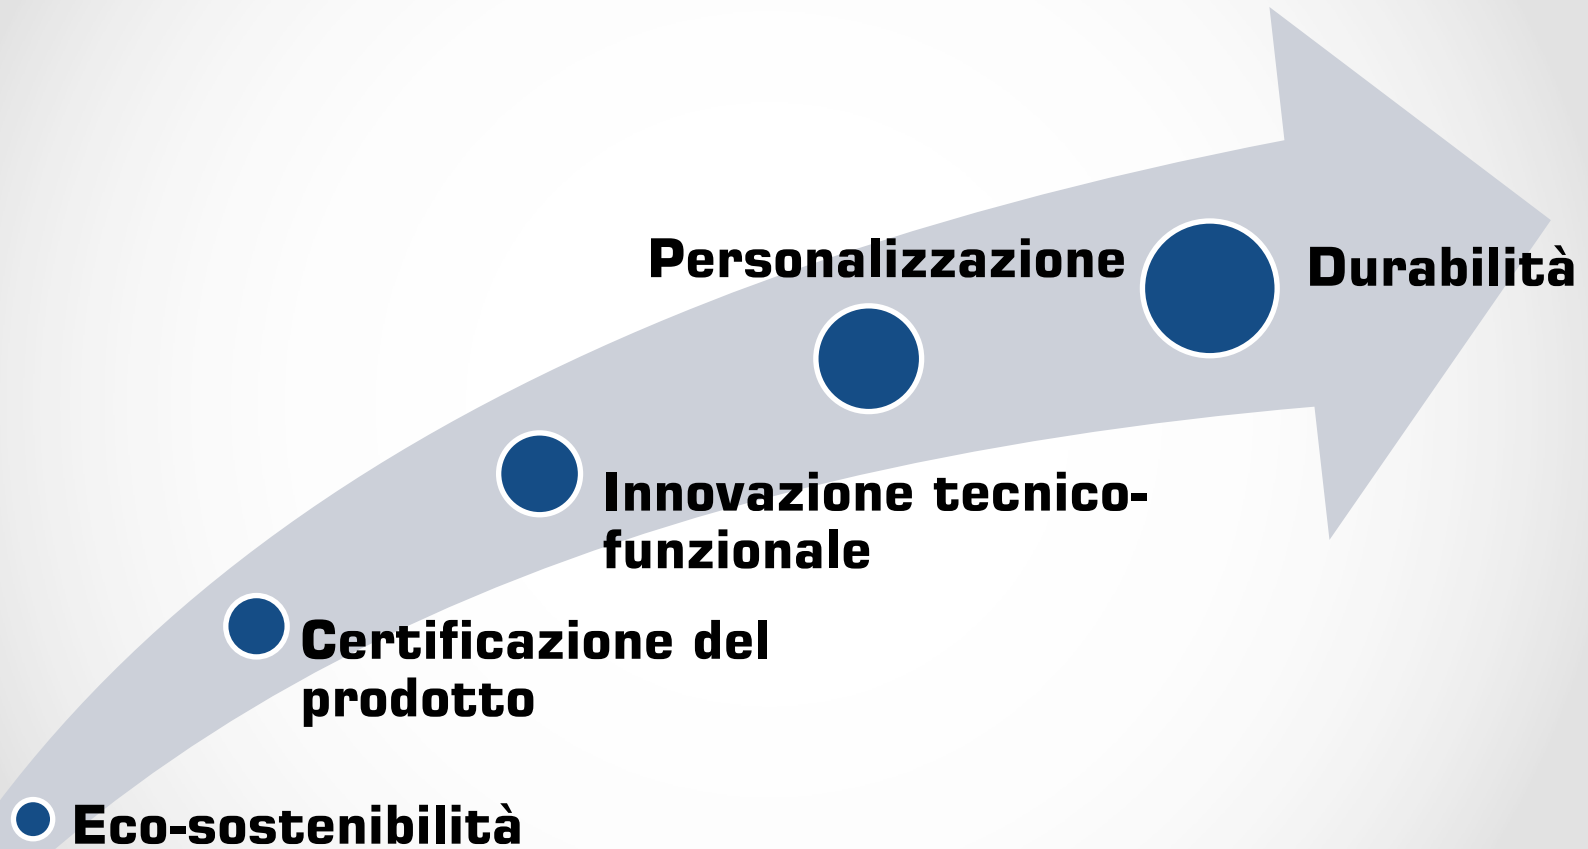 Personalizzazione
Durabilità
Innovazione tecnico-
funzionale
Certificazione del
prodotto
Eco-sostenibilità